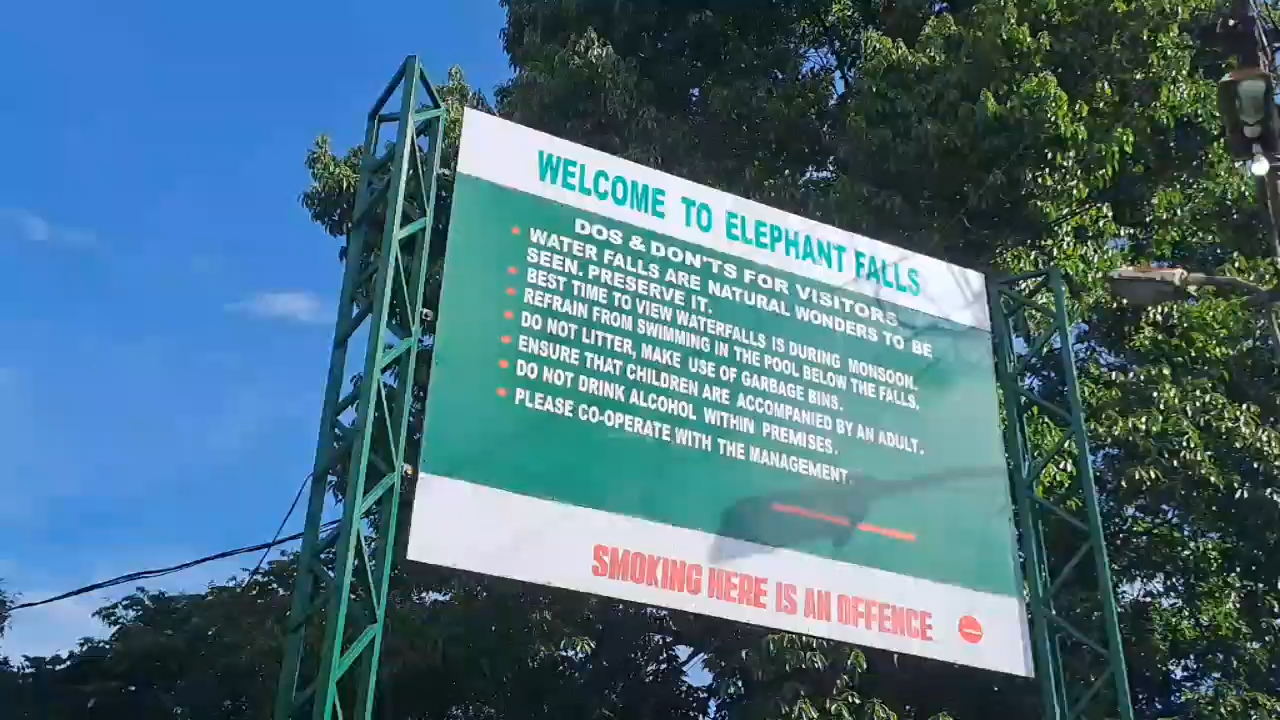 WELCOME TO ELEPHANT FALLS
DOS & DON'TS FOR VISITORS
WATER FALLS ARE NATURAL WONDERS TO BE
SEEN. PRESERVE IT.
BEST TIME TO VIEW WATERFALLS IS DURING MONSOON.
REFRAIN FROM SWIMMING IN THE POOL BELOW THE FALLS.
DO NOT LITTER, MAKE USE OF GARBAGE BINS.
ENSURE THAT CHILDREN ARE ACCOMPANIED BY AN ADULT.
DO NOT DRINK ALCOHOL WITHIN PREMISES.
PLEASE CO-OPERATE WITH THE MANAGEMENT.
SMOKING HERE IS AN OFFENCE